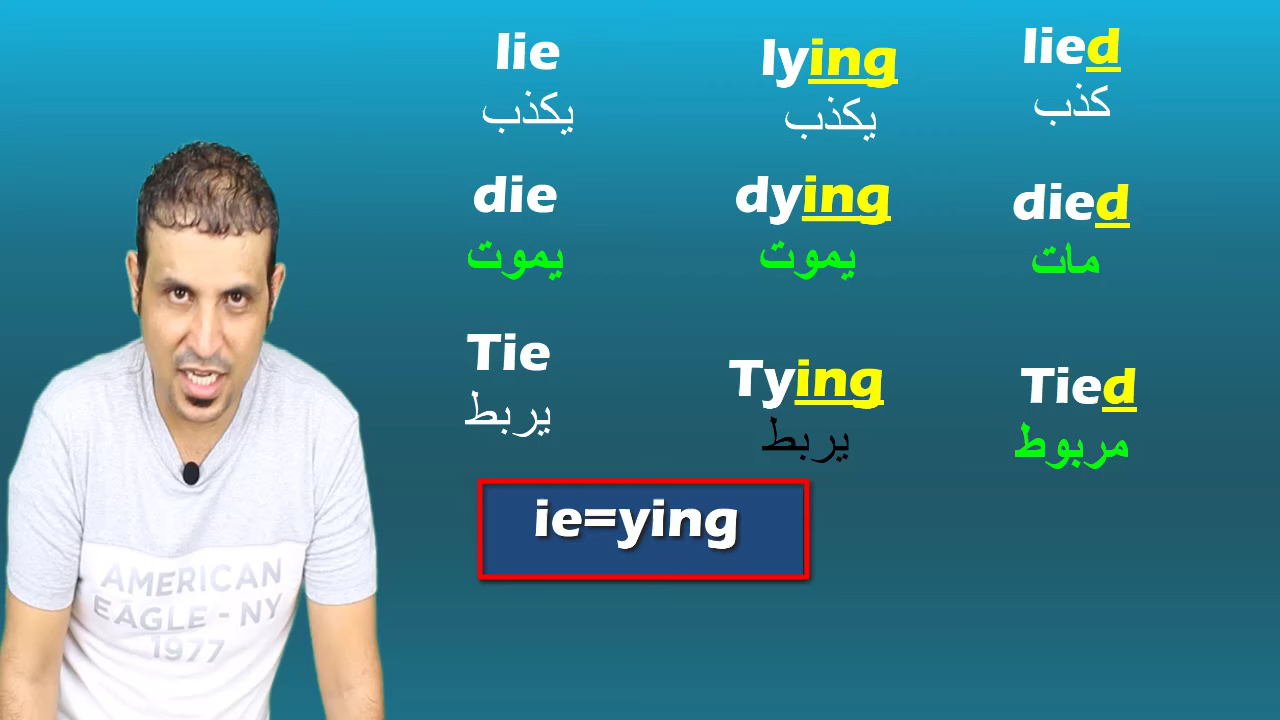 lie
lying
lied
يكذب
يكذب
كذب
die
dying
died
يموت
يموت
مات
Tie
Tying
Tied
يربط
يربط
مربوط
ie=ying
AMERICAN
EAGLE - NY
1977